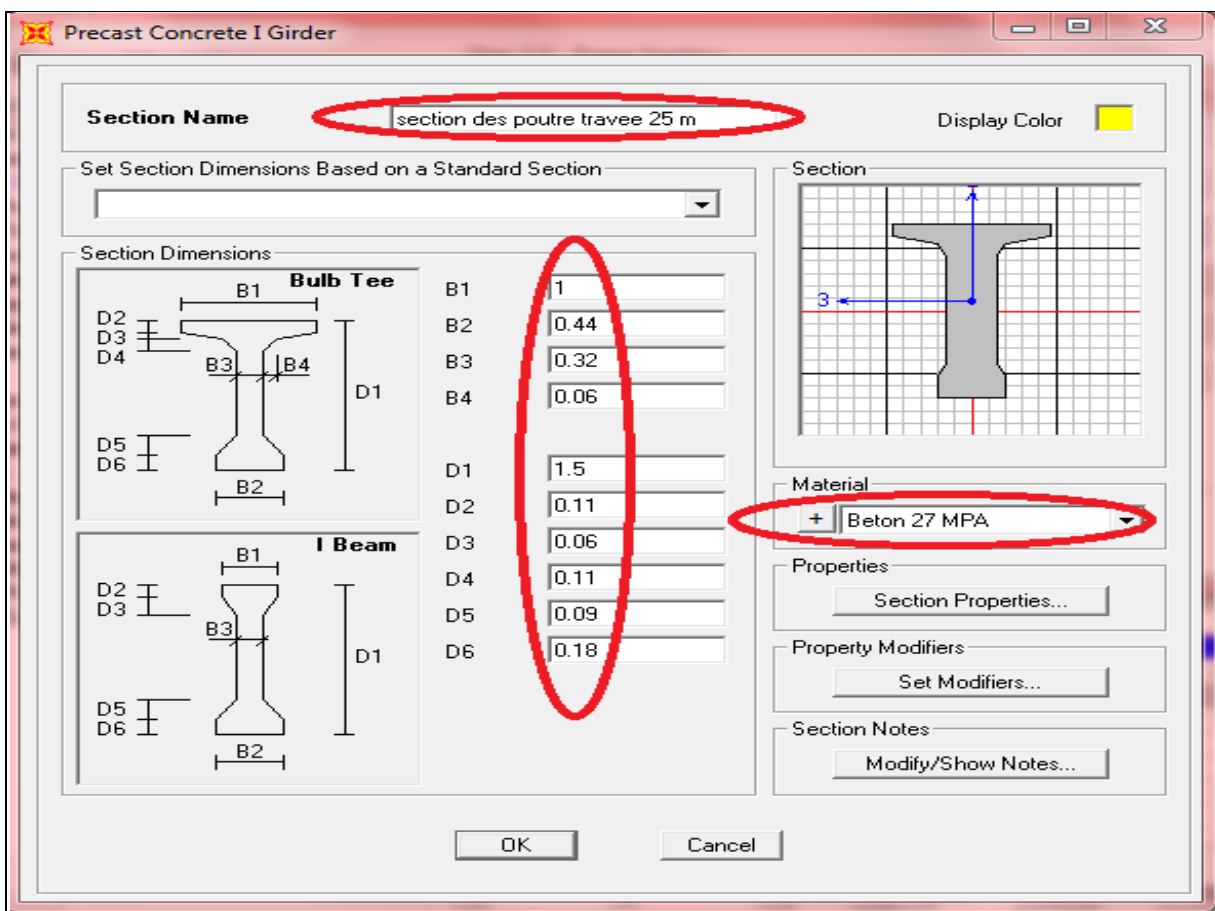 Precast Concrete I Girder
Section Name section des poutre travee 25 m Display Color
Set Section Dimensions Based on a Standard Section
Section Dimensions
Bulb Tee
B1
D2
D3
D4
B3
B4
D1
D5
D6
B2
I Beam
B1
D2
D3
B3
D1
D5
D6
B2
B1 1
B2 0.44
B3 0.32
B4 0.06
D1 1.5
D2 0.11
D3 0.06
D4 0.11
D5 0.09
D6 0.18
Section
3
Material
+ Beton 27 MPA
Properties
Section Properties...
Property Modifiers
Set Modifiers...
Section Notes
Modify/Show Notes...
OK Cancel